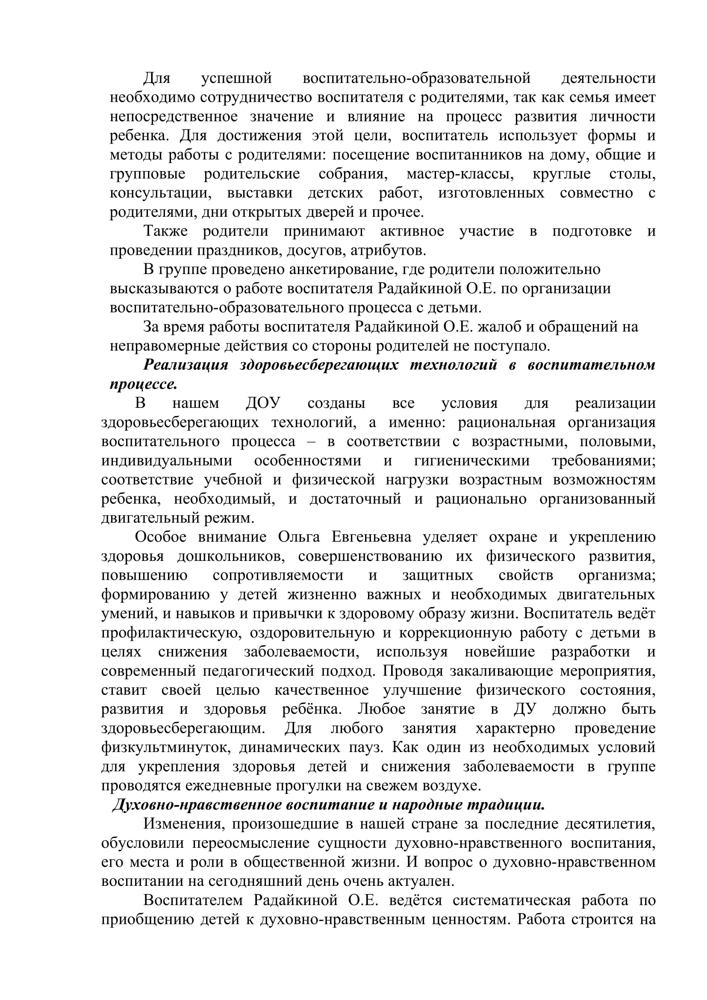 Для успешной воспитательно-образовательной деятельности
необходимо сотрудничество воспитателя с родителями, так как семья имеет
непосредственное значение и влияние на процесс развития личности
ребенка. Для достижения этой цели, воспитатель использует формы и
методы работы с родителями: посещение воспитанников на дому, общие и
групповые родительские собрания, мастер-классы, круглые столы,
консультации, выставки детских работ, изготовленных совместно с
родителями, дни открытых дверей и прочее.
Также родители принимают активное участие в подготовке и
проведении праздников, досугов, атрибутов.
В группе проведено анкетирование, где родители положительно
высказываются о работе воспитателя Радайкиной О.Е. по организации
воспитательно-образовательного процесса с детьми.
За время работы воспитателя Радайкиной О.Е. жалоб и обращений на
неправомерные действия со стороны родителей не поступало.
Реализация здоровьесберегающих технологий в воспитательном
процессе.
В нашем ДОУ созданы все условия для реализации
здоровьесберегающих технологий, а именно: рациональная организация
воспитательного процесса – в соответствии с возрастными, половыми,
индивидуальными особенностями и гигиеническими требованиями;
соответствие учебной и физической нагрузки возрастным возможностям
ребенка, необходимый, и достаточный и рационально организованный
двигательный режим.
Особое внимание Ольга Евгеньевна уделяет охране и укреплению
здоровья дошкольников, совершенствованию их физического развития,
повышению сопротивляемости и защитных свойств организма;
формированию у детей жизненно важных и необходимых двигательных
умений, и навыков и привычки к здоровому образу жизни. Воспитатель ведёт
профилактическую, оздоровительную и коррекционную работу с детьми в
целях снижения заболеваемости, используя новейшие разработки и
современный педагогический подход. Проводя закаливающие мероприятия,
ставит своей целью качественное улучшение физического состояния,
развития и здоровья ребёнка. Любое занятие в ДУ должно быть
здоровьесберегающим. Для любого занятия характерно проведение
физкультминуток, динамических пауз. Как один из необходимых условий
для укрепления здоровья детей и снижения заболеваемости в группе
проводятся ежедневные прогулки на свежем воздухе.
Духовно-нравственное воспитание и народные традиции.
Изменения, произошедшие в нашей стране за последние десятилетия,
обусловили переосмысление сущности духовно-нравственного воспитания,
его места и роли в общественной жизни. И вопрос о духовно-нравственном
воспитании на сегодняшний день очень актуален.
Воспитателем Радайкиной О.Е. ведётся систематическая работа по
приобщению детей к духовно-нравственным ценностям. Работа строится на